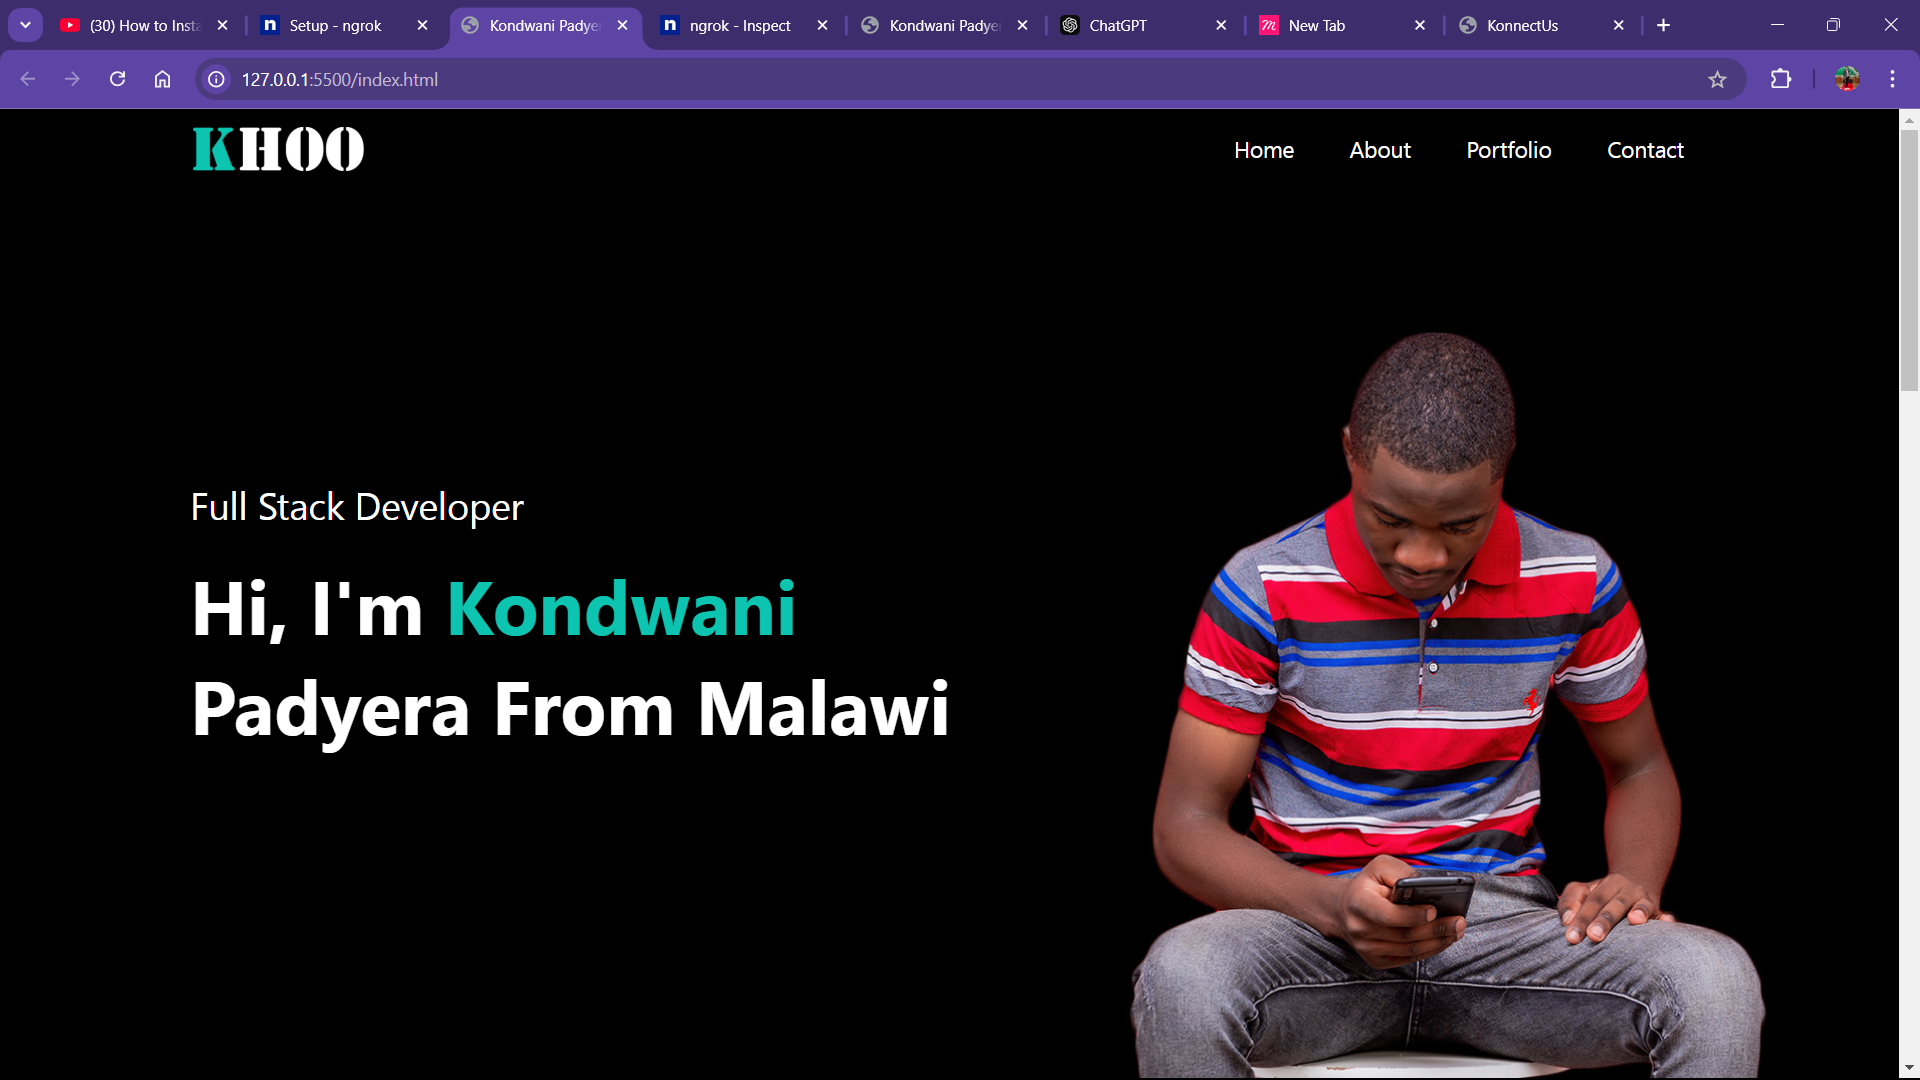 (30) How to Insta
Setup - ngrok
Kondwani Padye
ngrok - Inspect
Kondwani Padye
ChatGPT
New Tab
KonnectUs
127.0.0.1:5500/index.html
KHOO
Home
About
Portfolio
Contact
Full Stack Developer
Hi, I'm Kondwani
Padyera From Malawi